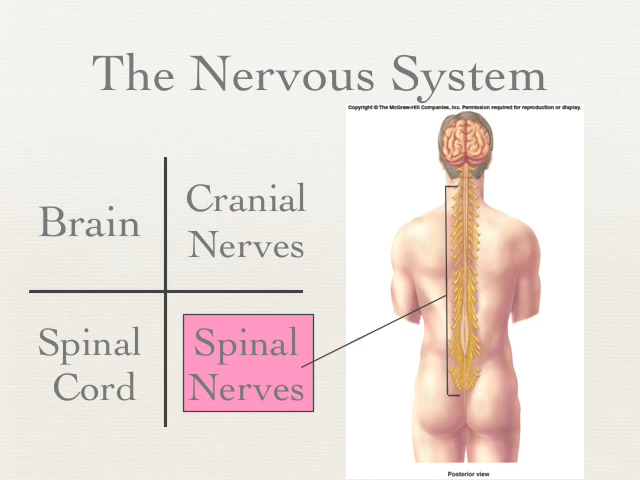 The Nervous System
Copyright © The McGraw-Hill Companies, Inc. Permission required for reproduction or display.
Brain
Cranial
Nerves
Spinal
Cord
Spinal
Nerves
Posterior view